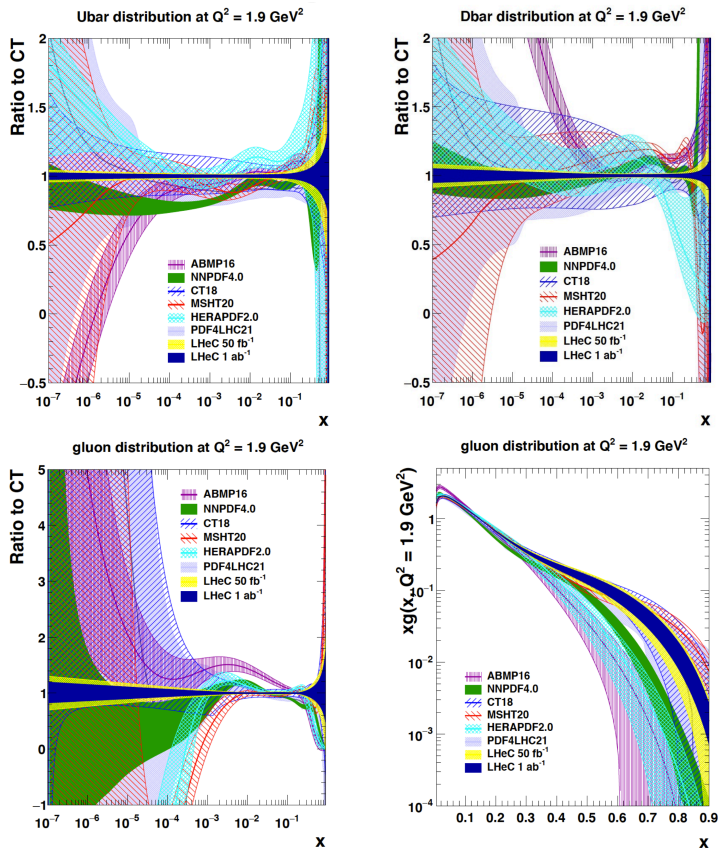 Ubar distribution at Q² = 1.9 GeV²
Ratio to CT
2
1.5
1
0.5
0
−0.5
ABMP16
NNPDF4.0
CT18
MSHT20
HERAPDF2.0
PDF4LHC21
LHeC 50 fb⁻¹
LHeC 1 ab⁻¹
10⁻⁷ 10⁻⁶ 10⁻⁵ 10⁻⁴ 10⁻³ 10⁻² 10⁻¹
x
Dbar distribution at Q² = 1.9 GeV²
Ratio to CT
2
1.5
1
0.5
0
−0.5
ABMP16
NNPDF4.0
CT18
MSHT20
HERAPDF2.0
PDF4LHC21
LHeC 50 fb⁻¹
LHeC 1 ab⁻¹
10⁻⁷ 10⁻⁶ 10⁻⁵ 10⁻⁴ 10⁻³ 10⁻² 10⁻¹
x
gluon distribution at Q² = 1.9 GeV²
Ratio to CT
5
4
3
2
1
0
−1
ABMP16
NNPDF4.0
CT18
MSHT20
HERAPDF2.0
PDF4LHC21
LHeC 50 fb⁻¹
LHeC 1 ab⁻¹
10⁻⁷ 10⁻⁶ 10⁻⁵ 10⁻⁴ 10⁻³ 10⁻² 10⁻¹
x
gluon distribution at Q² = 1.9 GeV²
xg(x,Q² = 1.9 GeV²)
1
10⁻¹
10⁻²
10⁻³
10⁻⁴
ABMP16
NNPDF4.0
CT18
MSHT20
HERAPDF2.0
PDF4LHC21
LHeC 50 fb⁻¹
LHeC 1 ab⁻¹
0.1 0.2 0.3 0.4 0.5 0.6 0.7 0.8 0.9
x